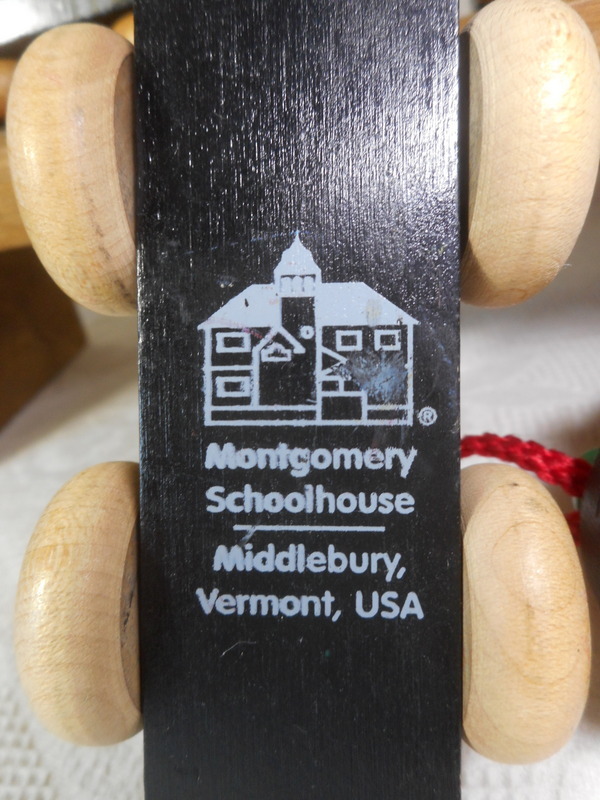 ®
Montgomery
Schoolhouse
Middlebury,
Vermont, USA